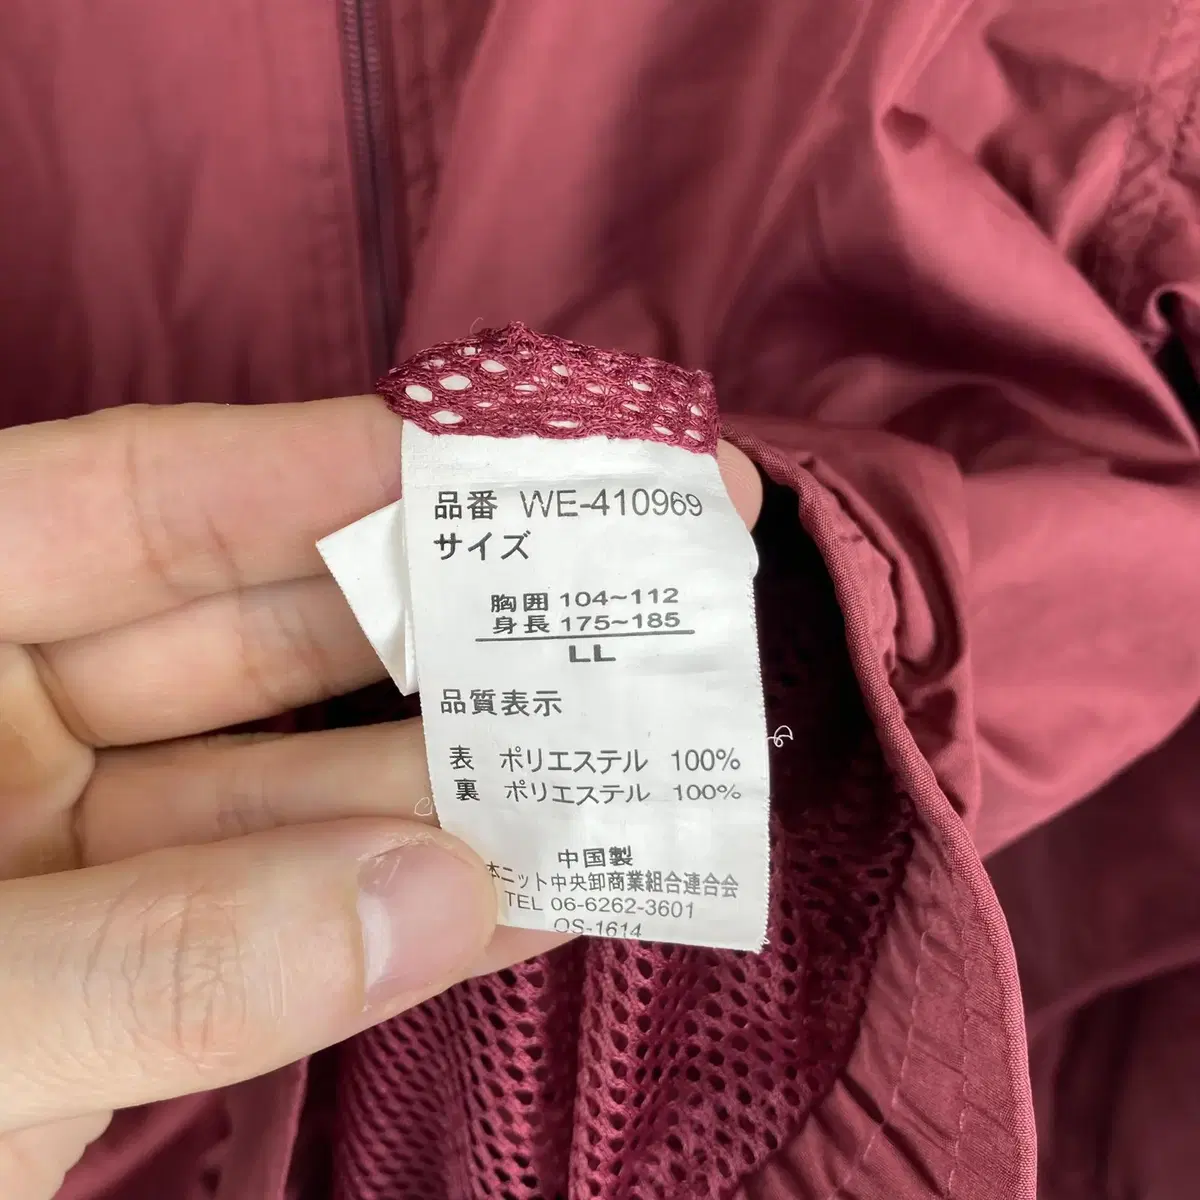 品番 WE-410969
サイズ
胸囲 104~112
身長 175~185
LL
品質表示
表 ポリエステル 100%
裏 ポリエステル 100%
中国製
本ニット中央卸商業組合連合会
TEL 06-6262-3601
OS-1614